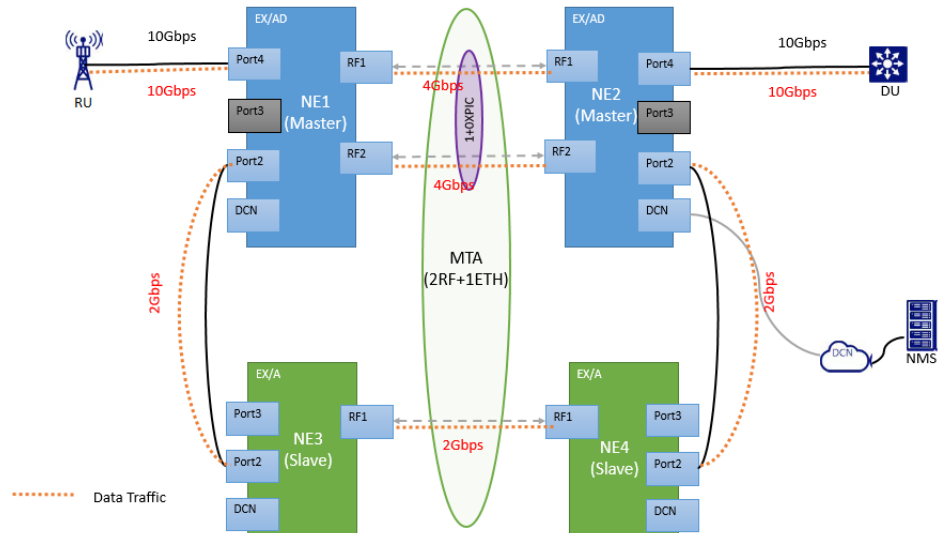 EX/AD
EX/AD
10Gbps
10Gbps
RU
10Gbps
Port4
RF1
4Gbps
RF1
Port4
10Gbps
DU
NE1
(Master)
NE2
(Master)
Port3
Port3
1+0XPIC
Port2
RF2
4Gbps
RF2
Port2
DCN
DCN
MTA
(2RF+1ETH)
2Gbps
2Gbps
DCN
NMS
EX/A
EX/A
Port3
RF1
2Gbps
RF1
Port3
NE3
(Slave)
NE4
(Slave)
Port2
Port2
DCN
DCN
Data Traffic